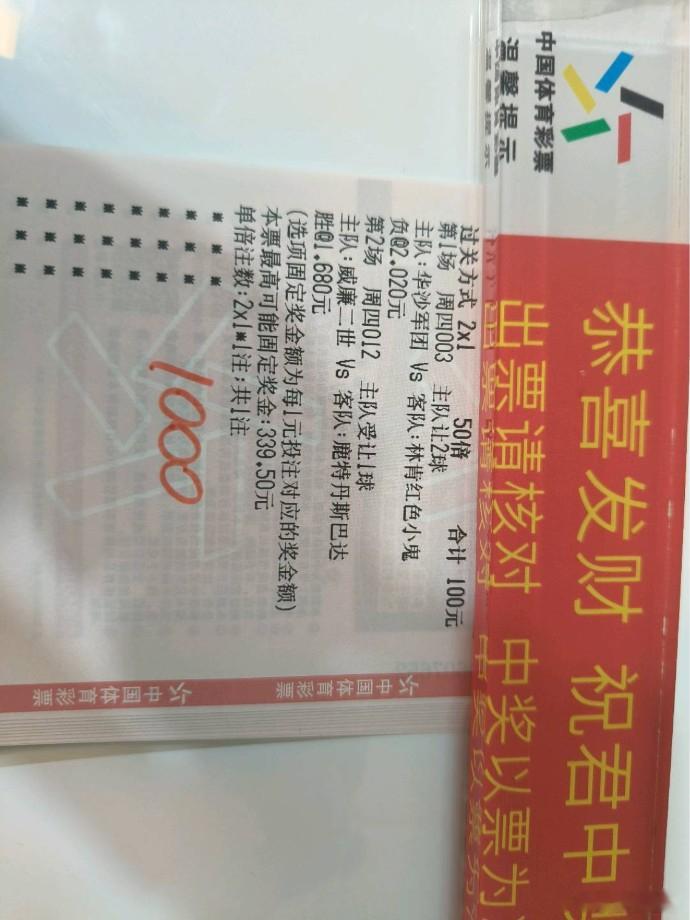 中国体育彩票
温馨提示
恭喜发财 祝君中
出票请核对 中奖以票为
过关方式 2x1 50倍 合计 100元
第1场 周四003 主队让2球
主队:华沙军团 Vs 客队:林肯红色小鬼
负@2.020元
第2场 周四012 主队受让1球
主队:威廉二世 Vs 客队:鹿特丹斯巴达
胜@1.680元
(选项固定奖金额为每1元投注对应的奖金额)
本票最高可能固定奖金:339.50元
单倍注数:2x1*1注;共1注
1000
中国体育彩票
中国体育彩票